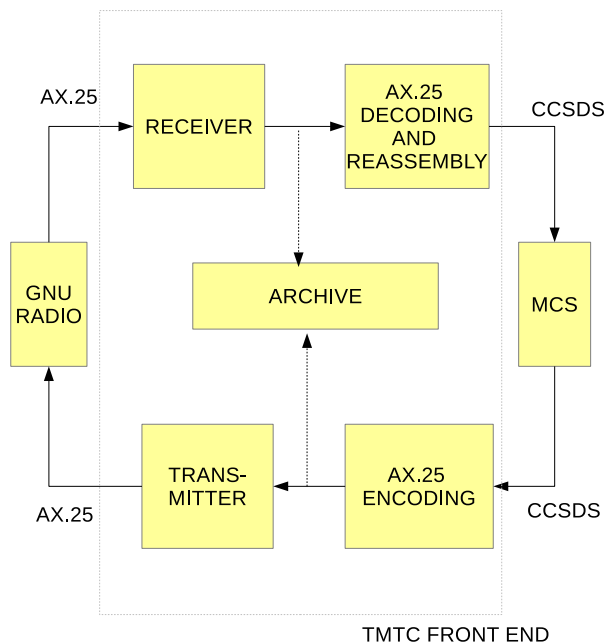 AX.25
RECEIVER
AX.25
DECODING
AND
REASSEMBLY
CCSDS
GNU
RADIO
ARCHIVE
MCS
TRANS-
MITTER
AX.25
ENCODING
AX.25
CCSDS
TMTC FRONT END